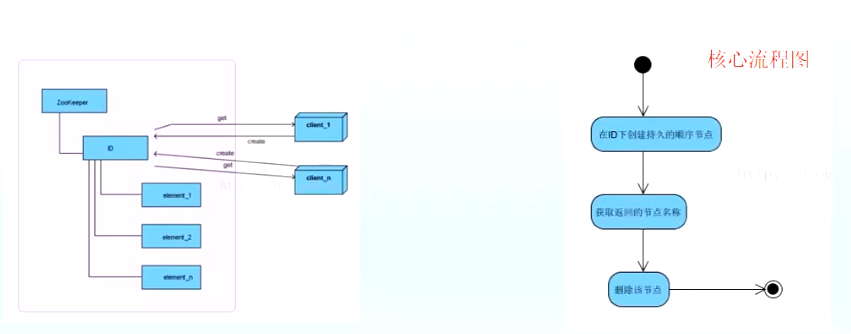 ZooKeeper
ID
element_1
element_2
element_n
get
create
create
get
client_1
client_n
核心流程图
在ID下创建持久的顺序节点
获取返回的节点名称
删除该节点